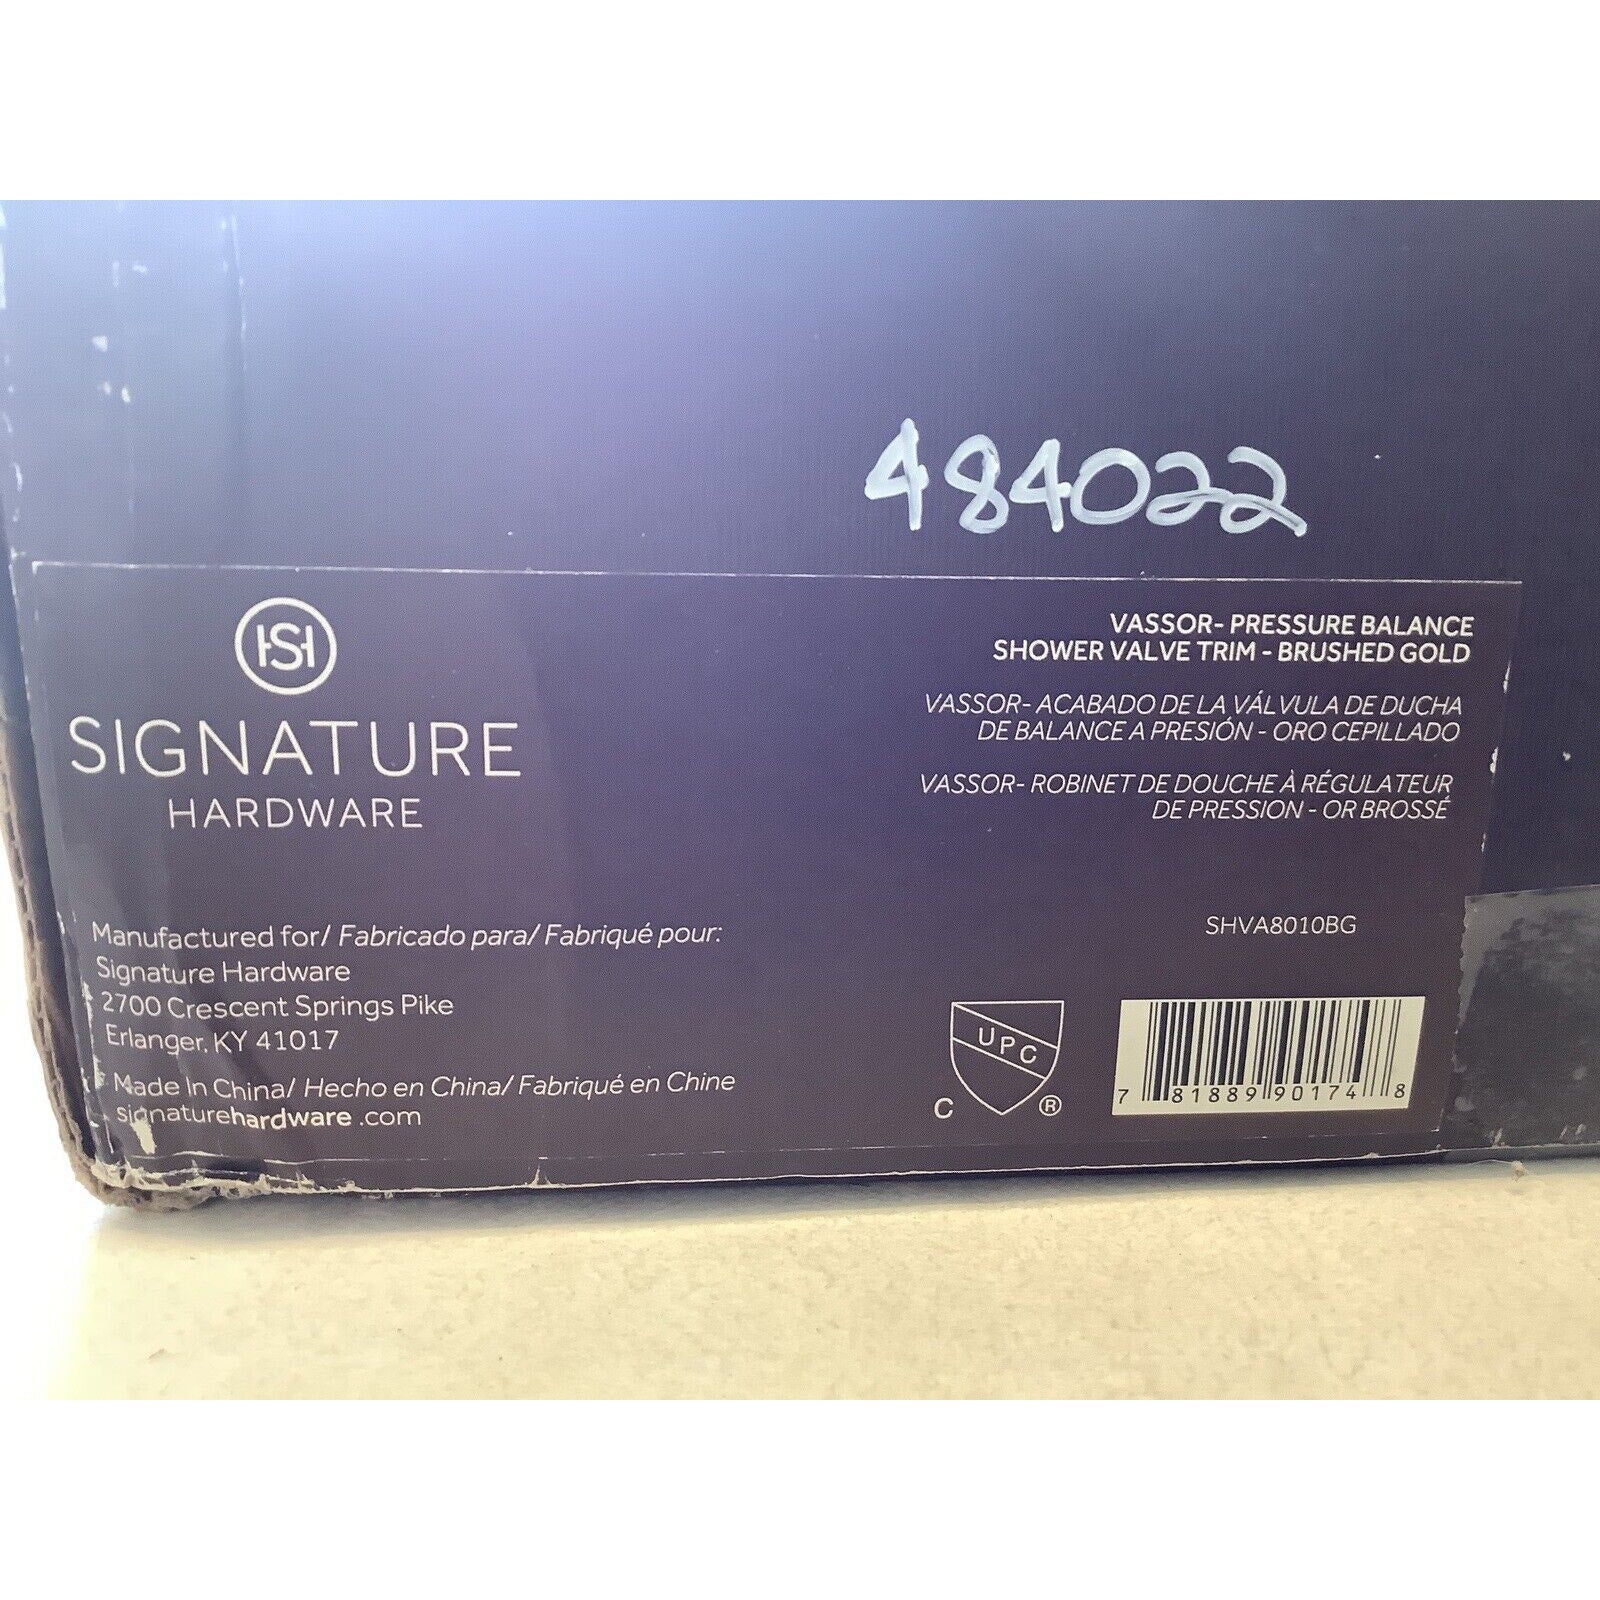 484022
HSH
SIGNATURE
HARDWARE
VASSOR- PRESSURE BALANCE
SHOWER VALVE TRIM - BRUSHED GOLD
VASSOR- ACABADO DE LA VÁLVULA DE DUCHA
DE BALANCE A PRESIÓN - ORO CEPILLADO
VASSOR- ROBINET DE DOUCHE À RÉGULATEUR
DE PRESSION - OR BROSSÉ
Manufactured for/ Fabricado para/ Fabriqué pour:
Signature Hardware
2700 Crescent Springs Pike
Erlanger, KY 41017
Made In China/ Hecho en China/ Fabriqué en Chine
signaturehardware .com
SHVA8010BG
UPC
C ®
7 81889 90174 8